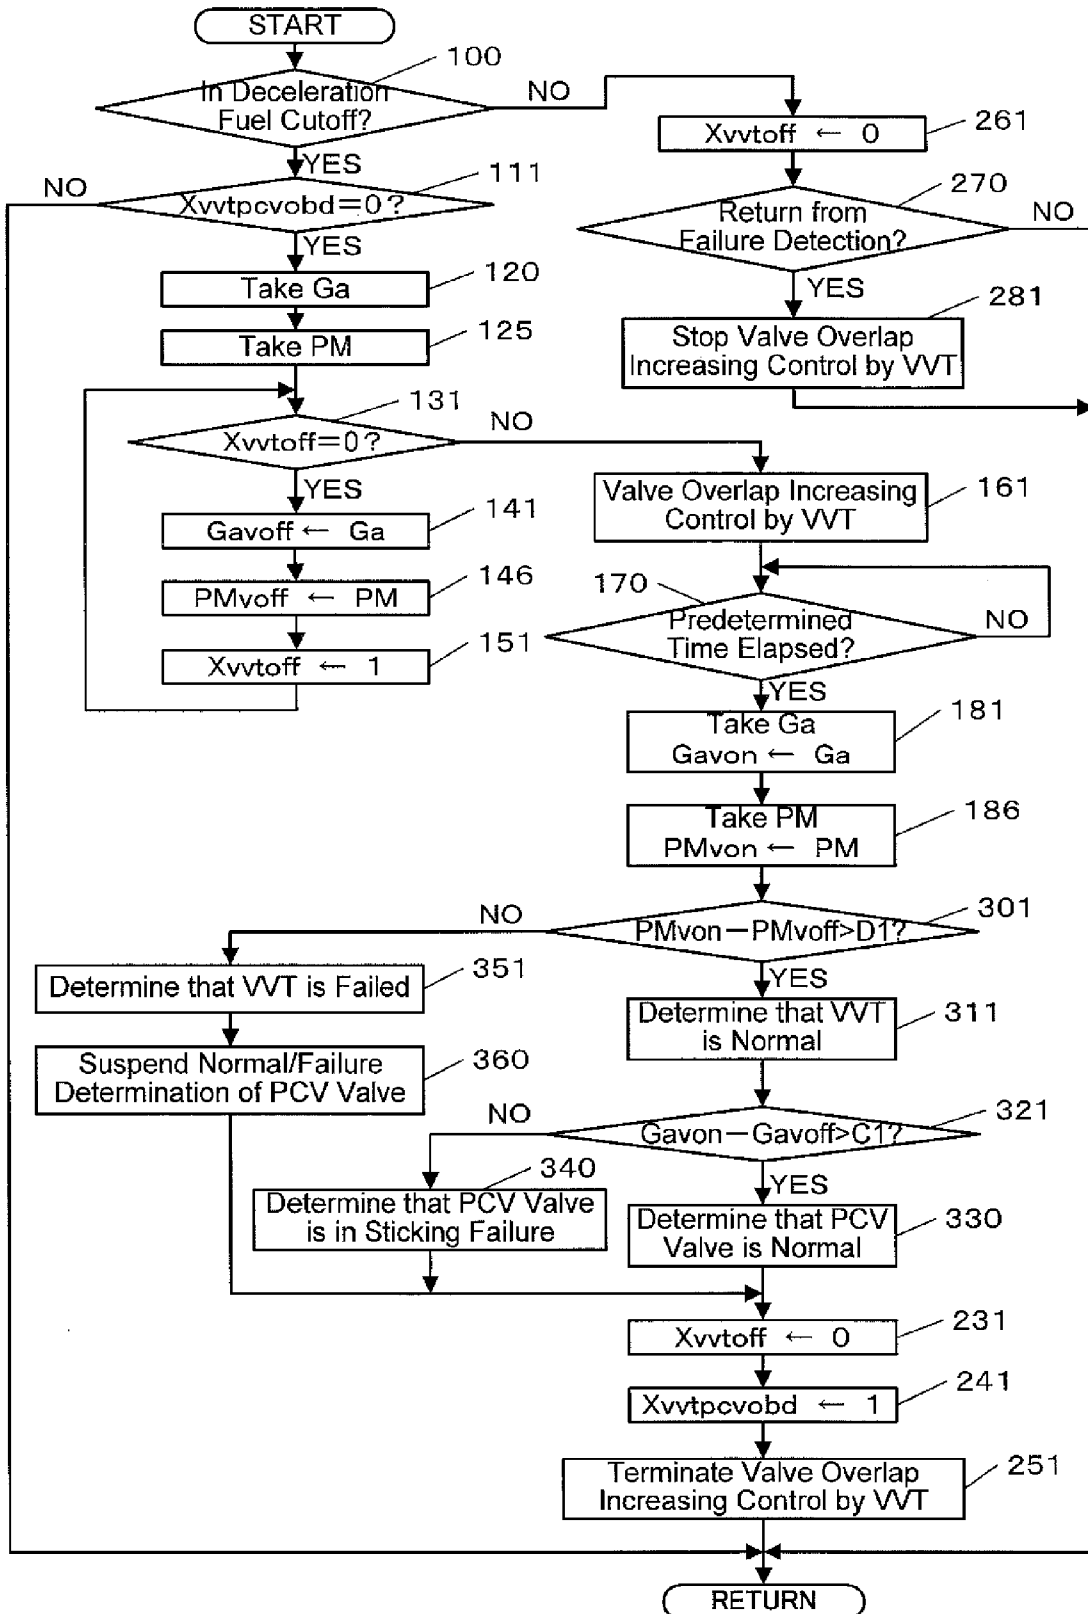 START
100
In Deceleration
Fuel Cutoff?
NO
YES
Xvvtoff ← 0
261
NO
111
Xvvtpcvobd=0?
YES
270
Return from
Failure Detection?
NO
YES
Take Ga
120
Take PM
125
281
Stop Valve Overlap
Increasing Control by VVT
131
Xvvtoff=0?
NO
YES
Valve Overlap Increasing
Control by VVT
161
Gavoff ← Ga
141
PMvoff ← PM
146
Xvvtoff ← 1
151
170
Predetermined
Time Elapsed?
NO
YES
Take Ga
Gavon ← Ga
181
Take PM
PMvon ← PM
186
NO
PMvon－PMvoff>D1?
301
YES
Determine that VVT is Failed
351
Determine that VVT
is Normal
311
Suspend Normal/Failure
Determination of PCV Valve
360
NO
Gavon－Gavoff>C1?
321
YES
340
Determine that PCV Valve
is in Sticking Failure
Determine that PCV
Valve is Normal
330
Xvvtoff ← 0
231
Xvvtpcvobd ← 1
241
Terminate Valve Overlap
Increasing Control by VVT
251
RETURN